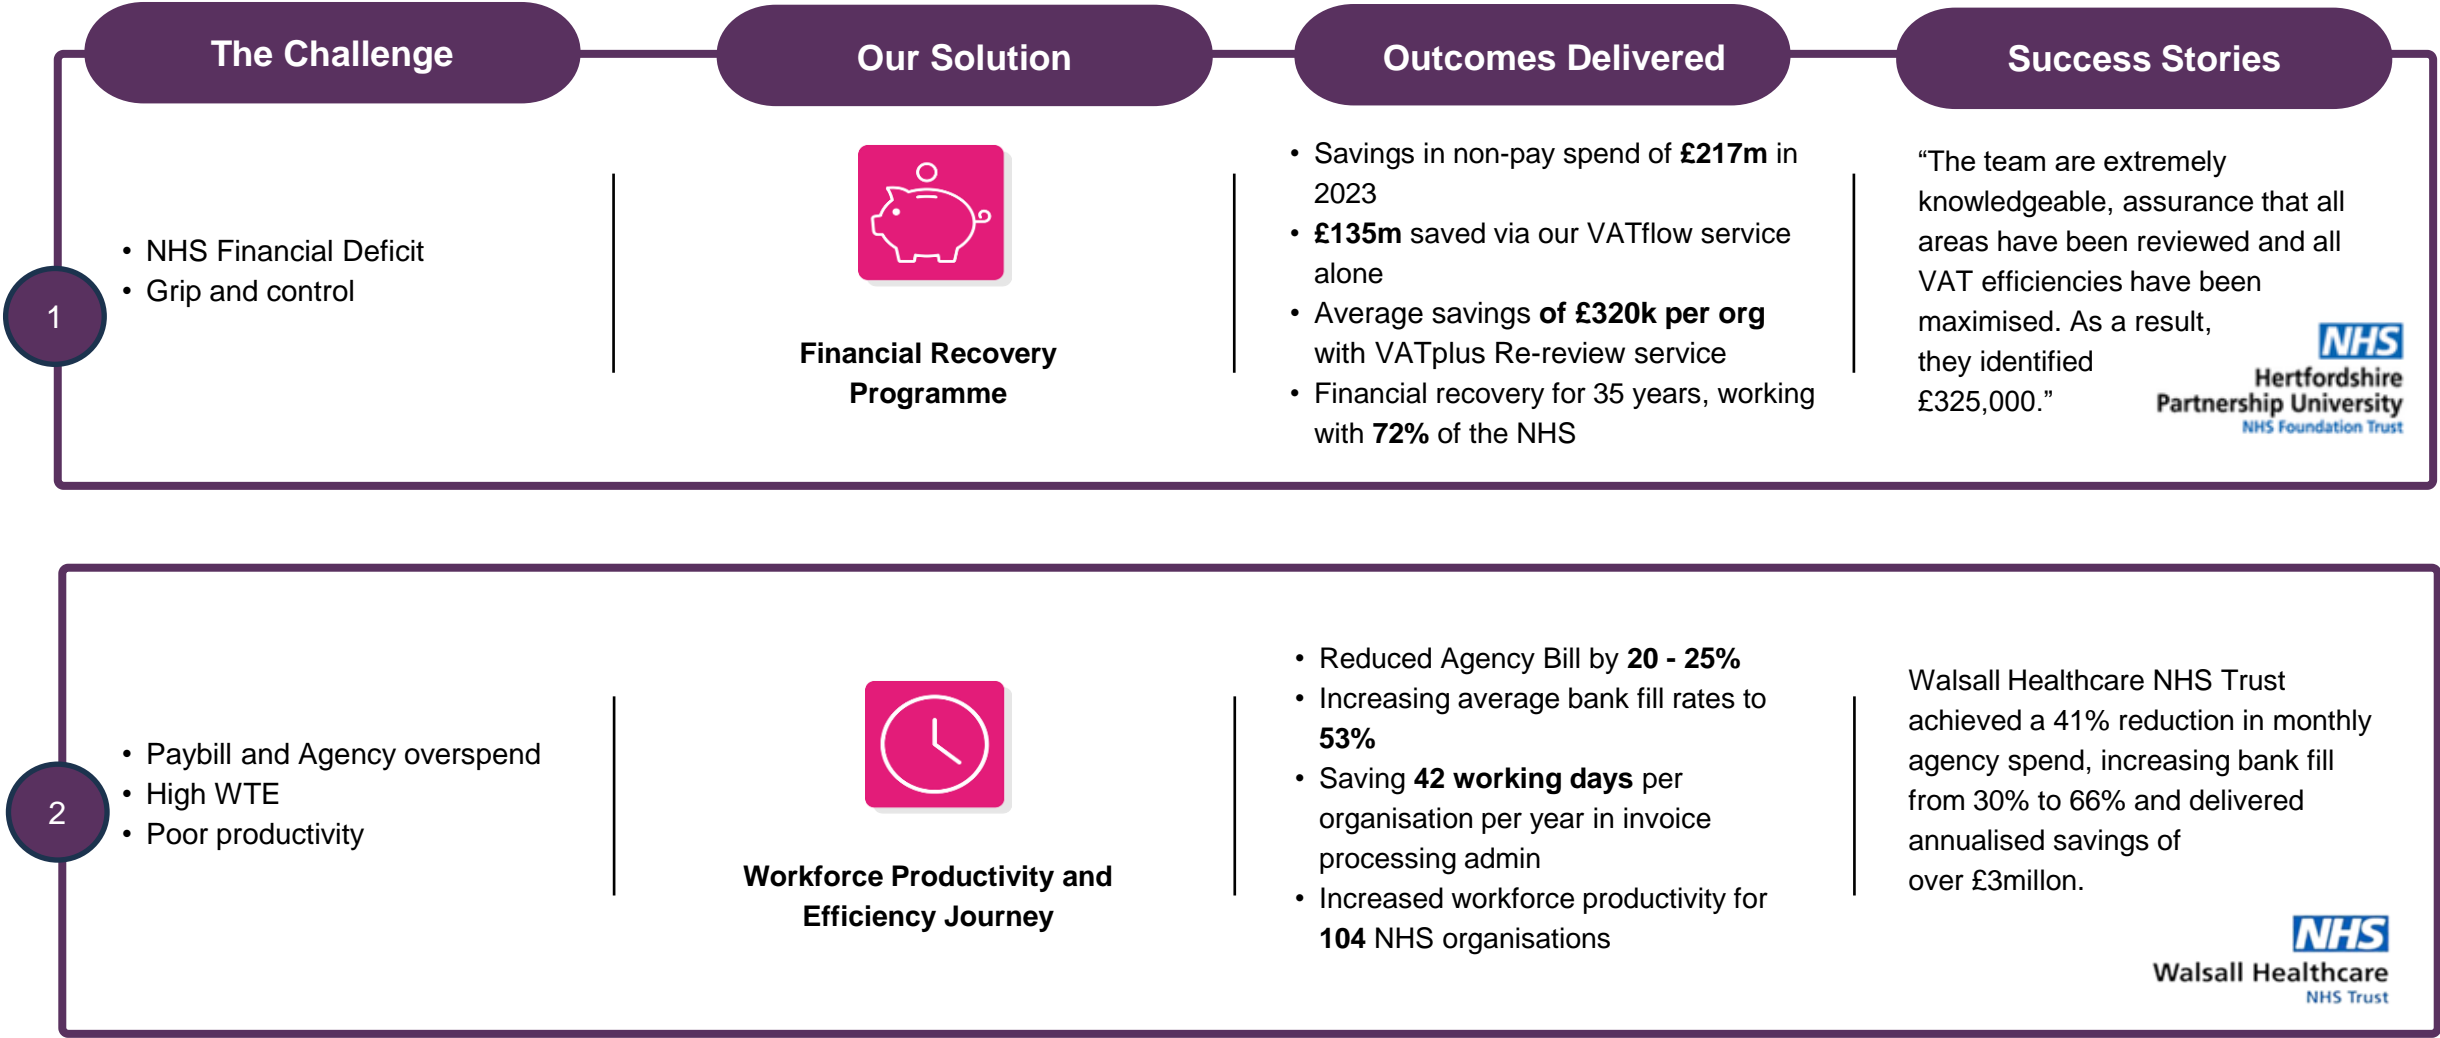 The Challenge
Our Solution
Outcomes Delivered
Success Stories
1
• NHS Financial Deficit
• Grip and control
Financial Recovery
Programme
• Savings in non-pay spend of £217m in
2023
• £135m saved via our VATflow service
alone
• Average savings of £320k per org
with VATplus Re-review service
• Financial recovery for 35 years, working
with 72% of the NHS
“The team are extremely
knowledgeable, assurance that all
areas have been reviewed and all
VAT efficiencies have been
maximised. As a result,
they identified
£325,000.”
NHS
Hertfordshire
Partnership University
NHS Foundation Trust
2
• Paybill and Agency overspend
• High WTE
• Poor productivity
Workforce Productivity and
Efficiency Journey
• Reduced Agency Bill by 20 - 25%
• Increasing average bank fill rates to
53%
• Saving 42 working days per
organisation per year in invoice
processing admin
• Increased workforce productivity for
104 NHS organisations
Walsall Healthcare NHS Trust
achieved a 41% reduction in monthly
agency spend, increasing bank fill
from 30% to 66% and delivered
annualised savings of
over £3millon.
NHS
Walsall Healthcare
NHS Trust